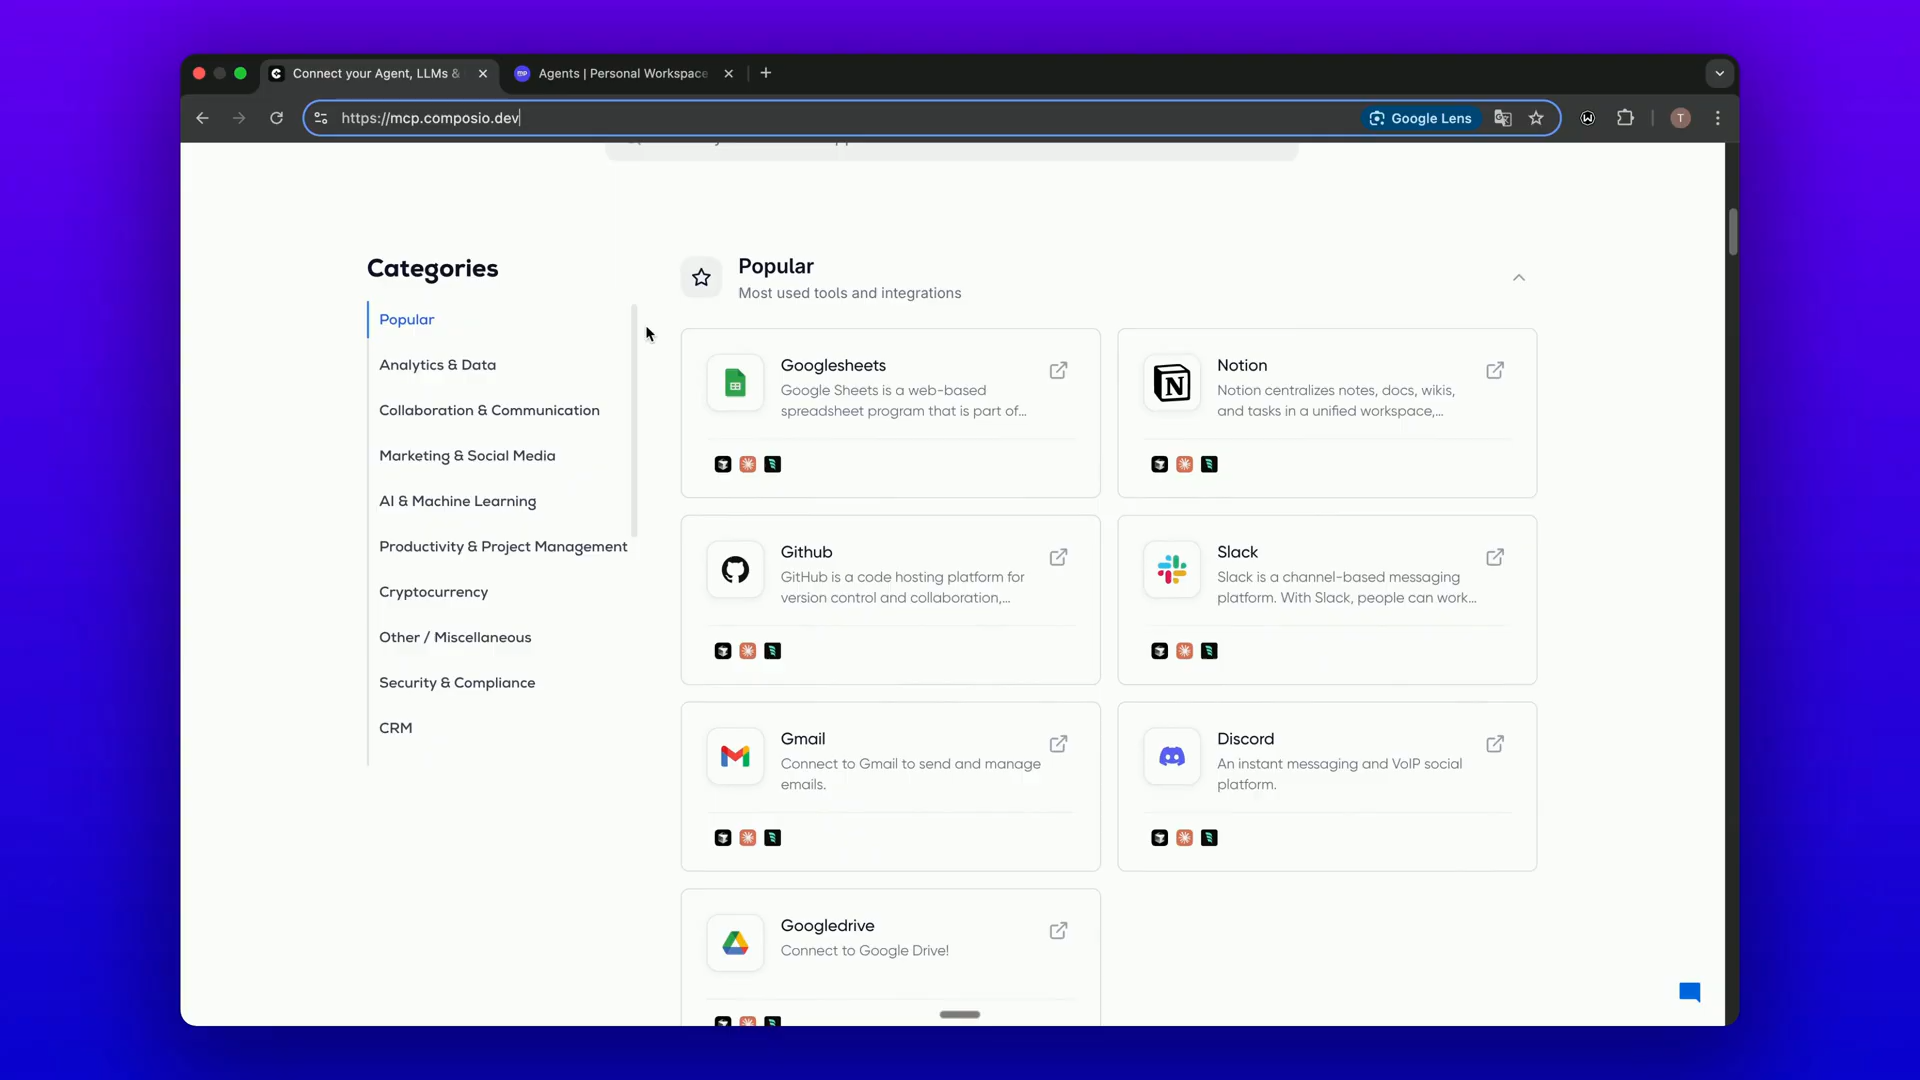 Connect your Agent, LLMs &
Agents | Personal Workspace
https://mcp.composio.dev
Google Lens
T
Categories
Popular
Analytics & Data
Collaboration & Communication
Marketing & Social Media
AI & Machine Learning
Productivity & Project Management
Cryptocurrency
Other / Miscellaneous
Security & Compliance
CRM
Popular
Most used tools and integrations
Googlesheets
Google Sheets is a web-based
spreadsheet program that is part of...
Notion
Notion centralizes notes, docs, wikis,
and tasks in a unified workspace,...
Github
GitHub is a code hosting platform for
version control and collaboration,...
Slack
Slack is a channel-based messaging
platform. With Slack, people can work...
Gmail
Connect to Gmail to send and manage
emails.
Discord
An instant messaging and VoIP social
platform.
Googledrive
Connect to Google Drive!